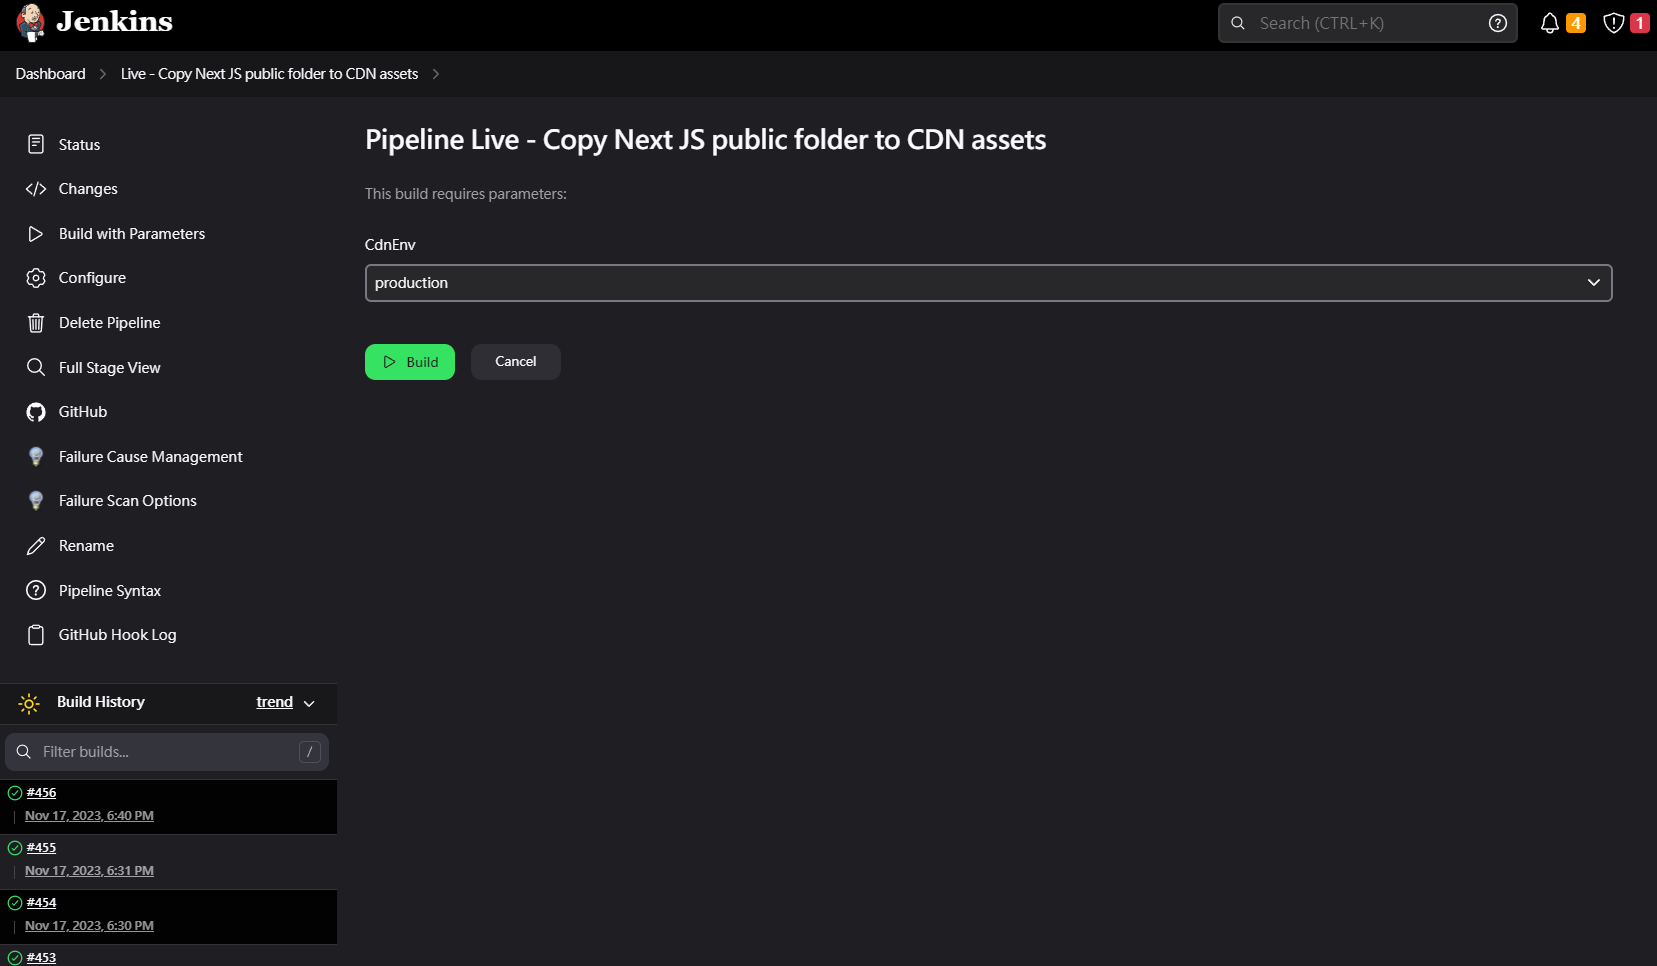 Jenkins
Search (CTRL+K)
4
1
Dashboard
Live - Copy Next JS public folder to CDN assets
Status
Changes
Build with Parameters
Configure
Delete Pipeline
Full Stage View
GitHub
Failure Cause Management
Failure Scan Options
Rename
Pipeline Syntax
GitHub Hook Log
Build History
trend
Filter builds...
/
#456
Nov 17, 2023, 6:40 PM
#455
Nov 17, 2023, 6:31 PM
#454
Nov 17, 2023, 6:30 PM
#453
Pipeline Live - Copy Next JS public folder to CDN assets
This build requires parameters:
CdnEnv
production
Build
Cancel